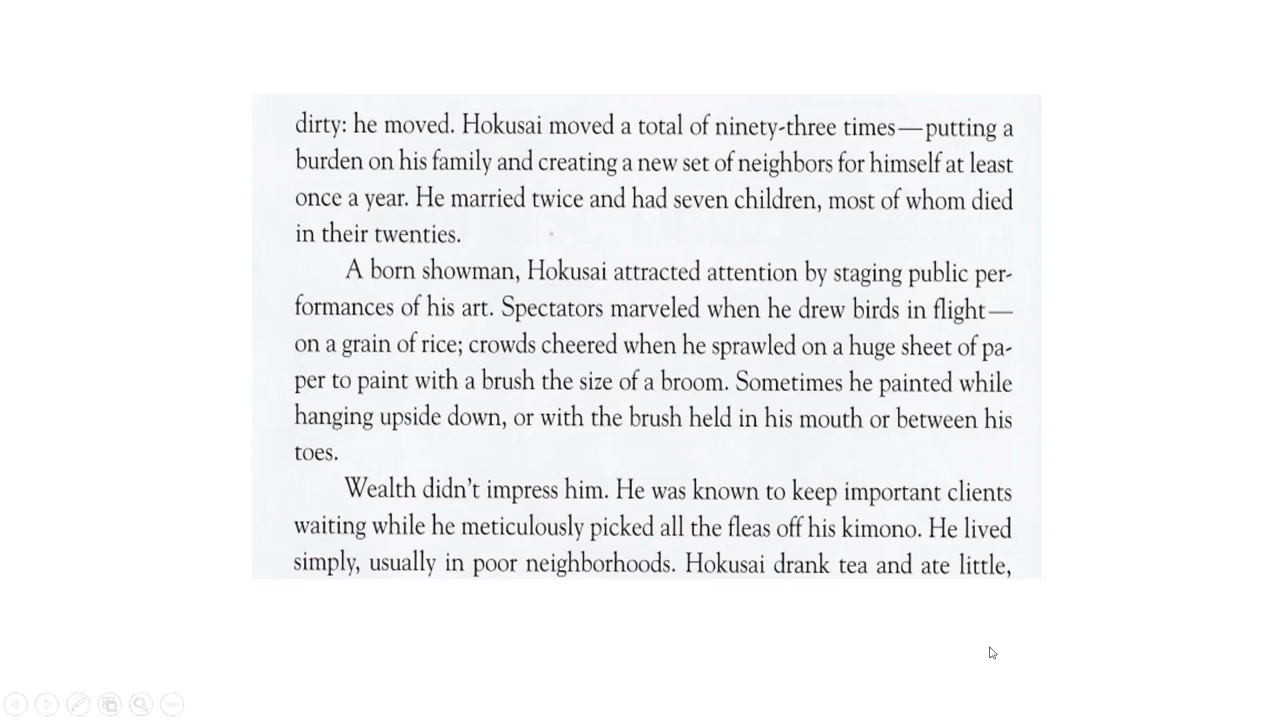 dirty: he moved. Hokusai moved a total of ninety-three times—putting a
burden on his family and creating a new set of neighbors for himself at least
once a year. He married twice and had seven children, most of whom died
in their twenties.
A born showman, Hokusai attracted attention by staging public per-
formances of his art. Spectators marveled when he drew birds in flight—
on a grain of rice; crowds cheered when he sprawled on a huge sheet of pa-
per to paint with a brush the size of a broom. Sometimes he painted while
hanging upside down, or with the brush held in his mouth or between his
toes.
Wealth didn't impress him. He was known to keep important clients
waiting while he meticulously picked all the fleas off his kimono. He lived
simply, usually in poor neighborhoods. Hokusai drank tea and ate little,